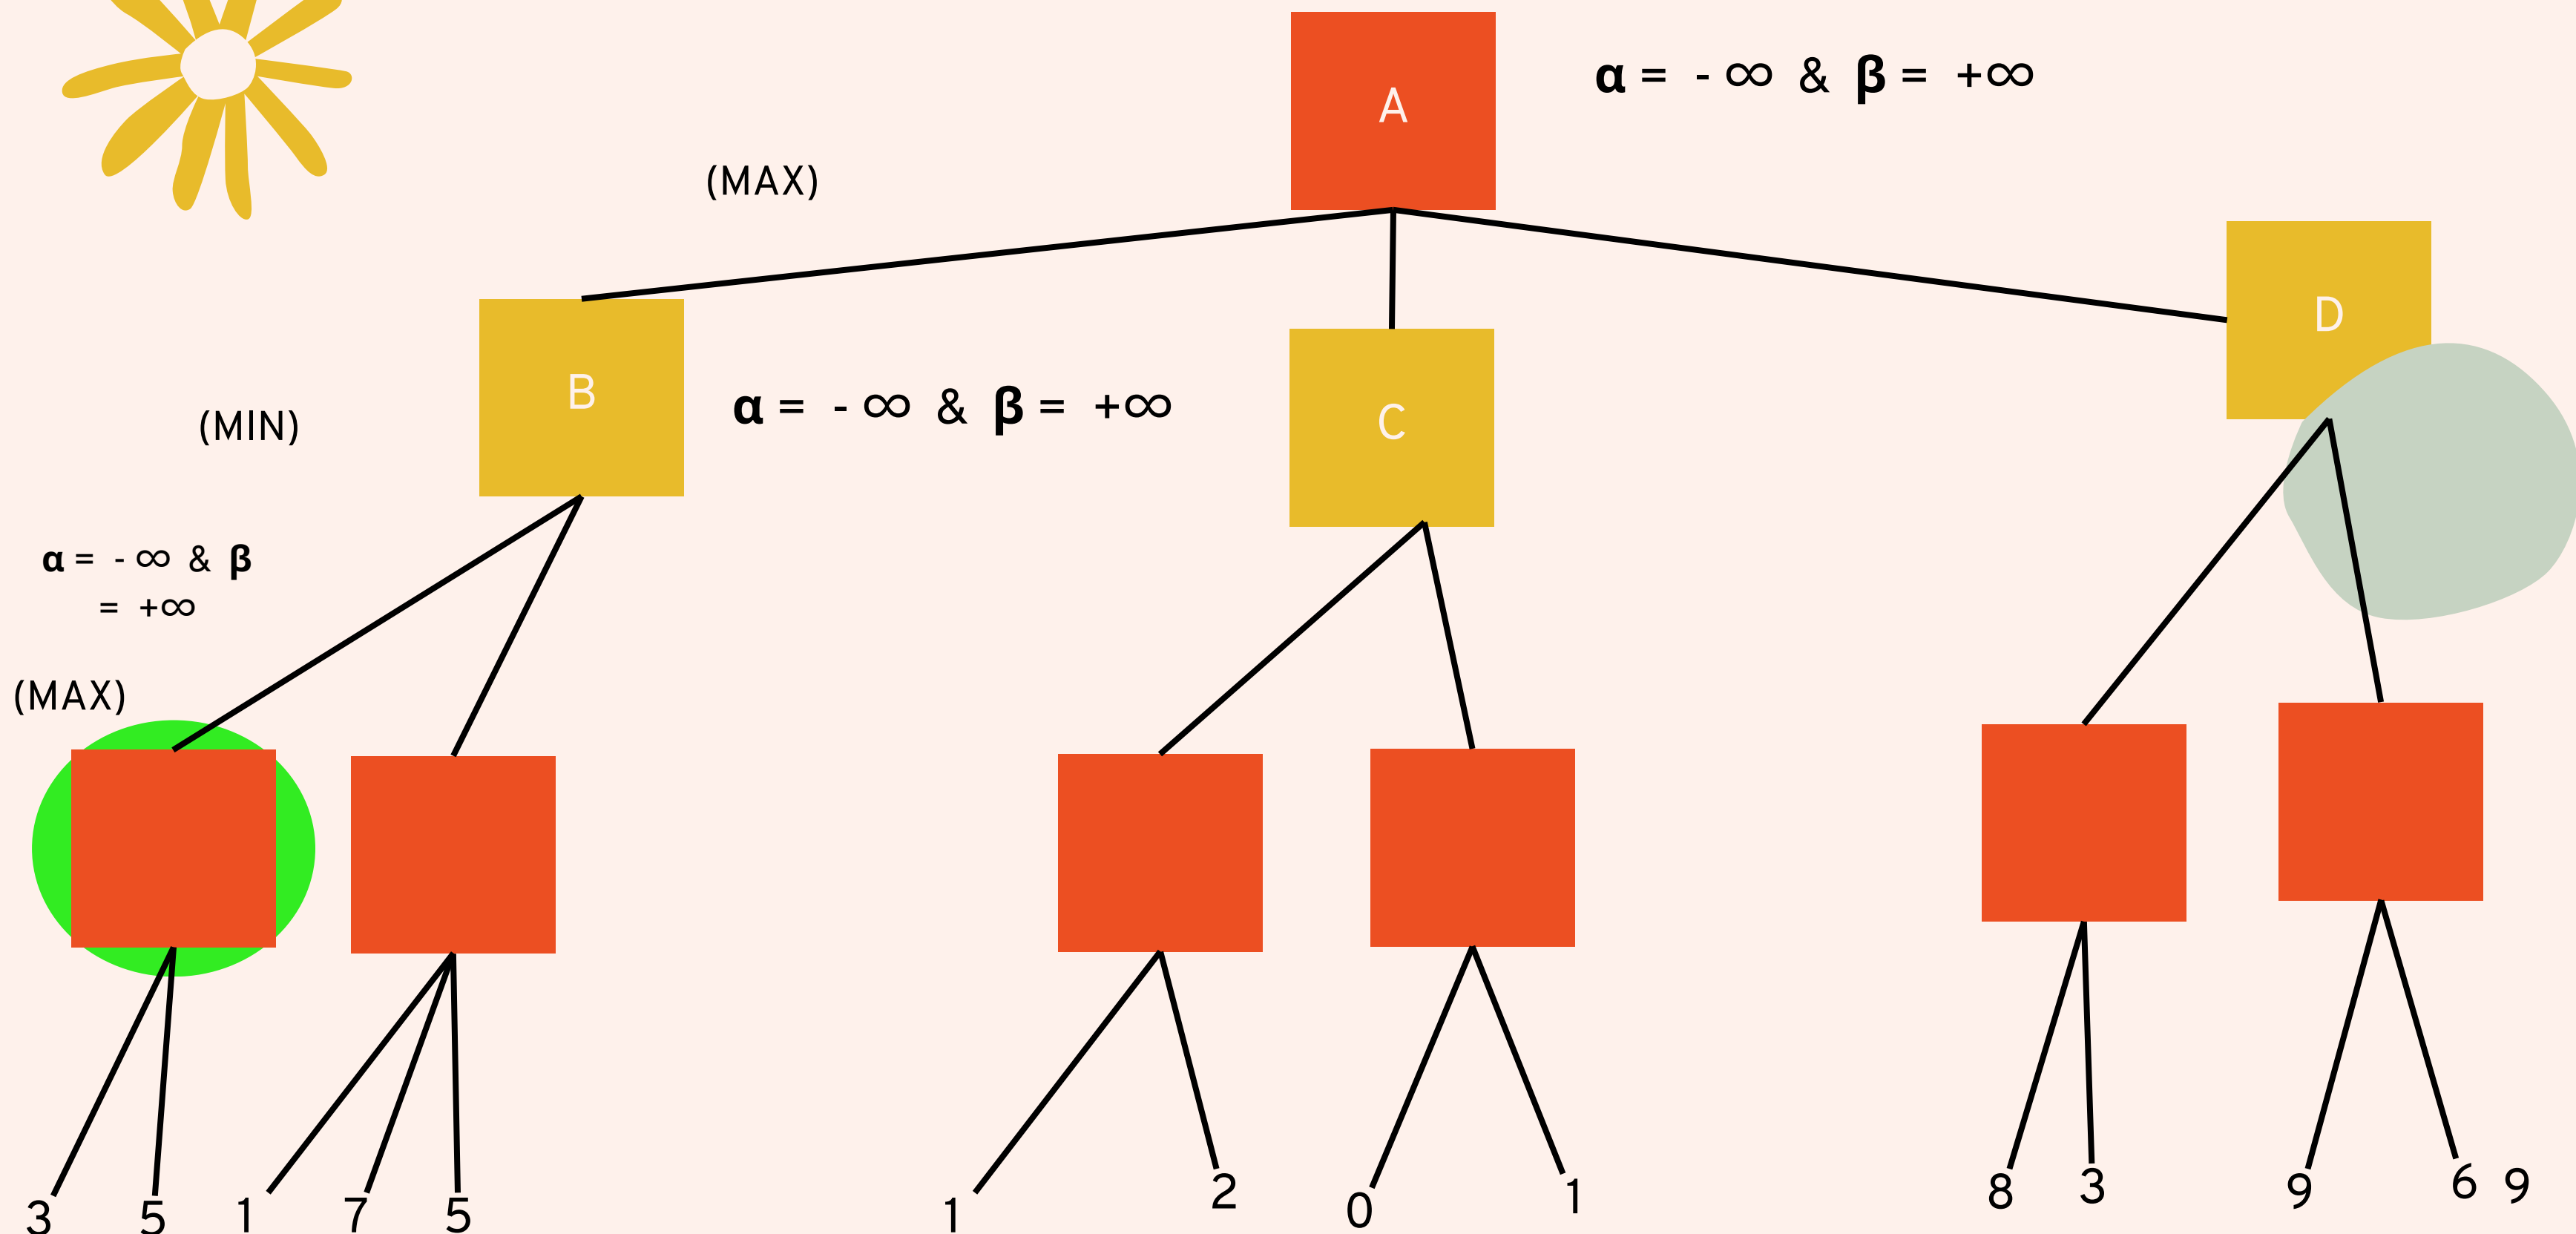 A
α = - ∞ & β = +∞
(MAX)
D
B
α = - ∞ & β = +∞
C
(MIN)
α = - ∞ & β
= +∞
(MAX)
3 5 1 7 5 1 2 0 1 8 3 9 6 9